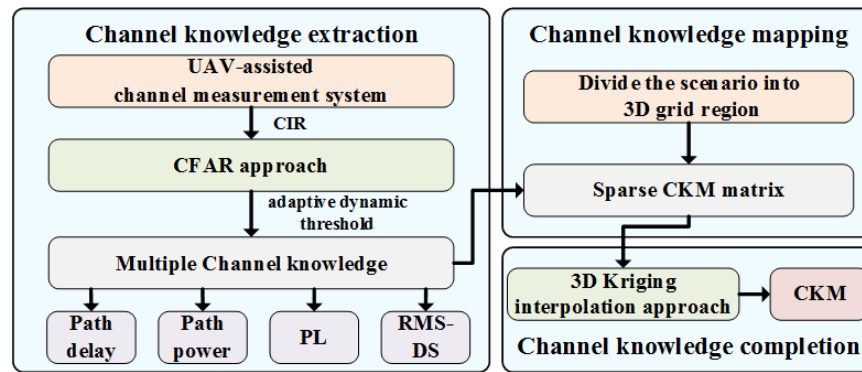 Channel knowledge extraction
UAV-assisted
channel measurement system
CIR
CFAR approach
adaptive dynamic
threshold
Multiple Channel knowledge
Path
delay
Path
power
PL
RMS-
DS
Channel knowledge mapping
Divide the scenario into
3D grid region
Sparse CKM matrix
3D Kriging
interpolation approach
CKM
Channel knowledge completion